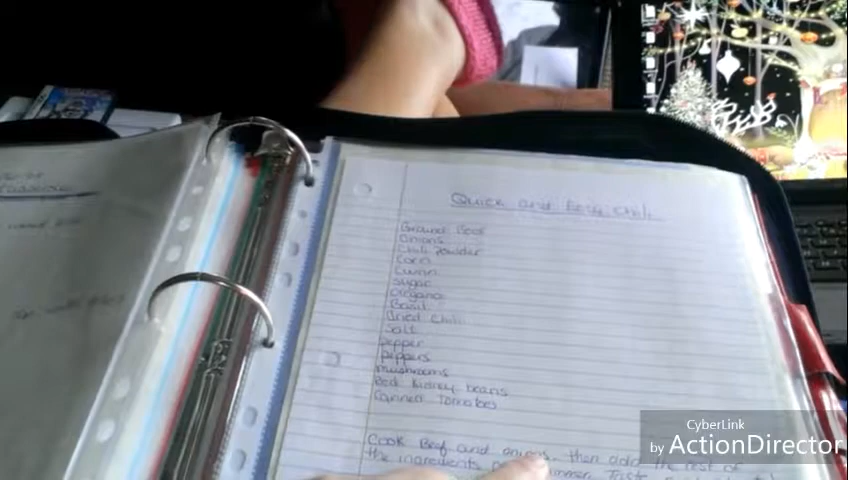 Quick and Easy Chili
Ground Beef
Onions
Chili Powder
Corn
Cumin
Sugar
Oregano
Basil
Dried Chili
Salt
Pepper
Peppers
Mushrooms
Red Kidney beans
Canned Tomatoes
Cook Beef and onions, then add the rest of
the ingredients
CyberLink
by ActionDirector